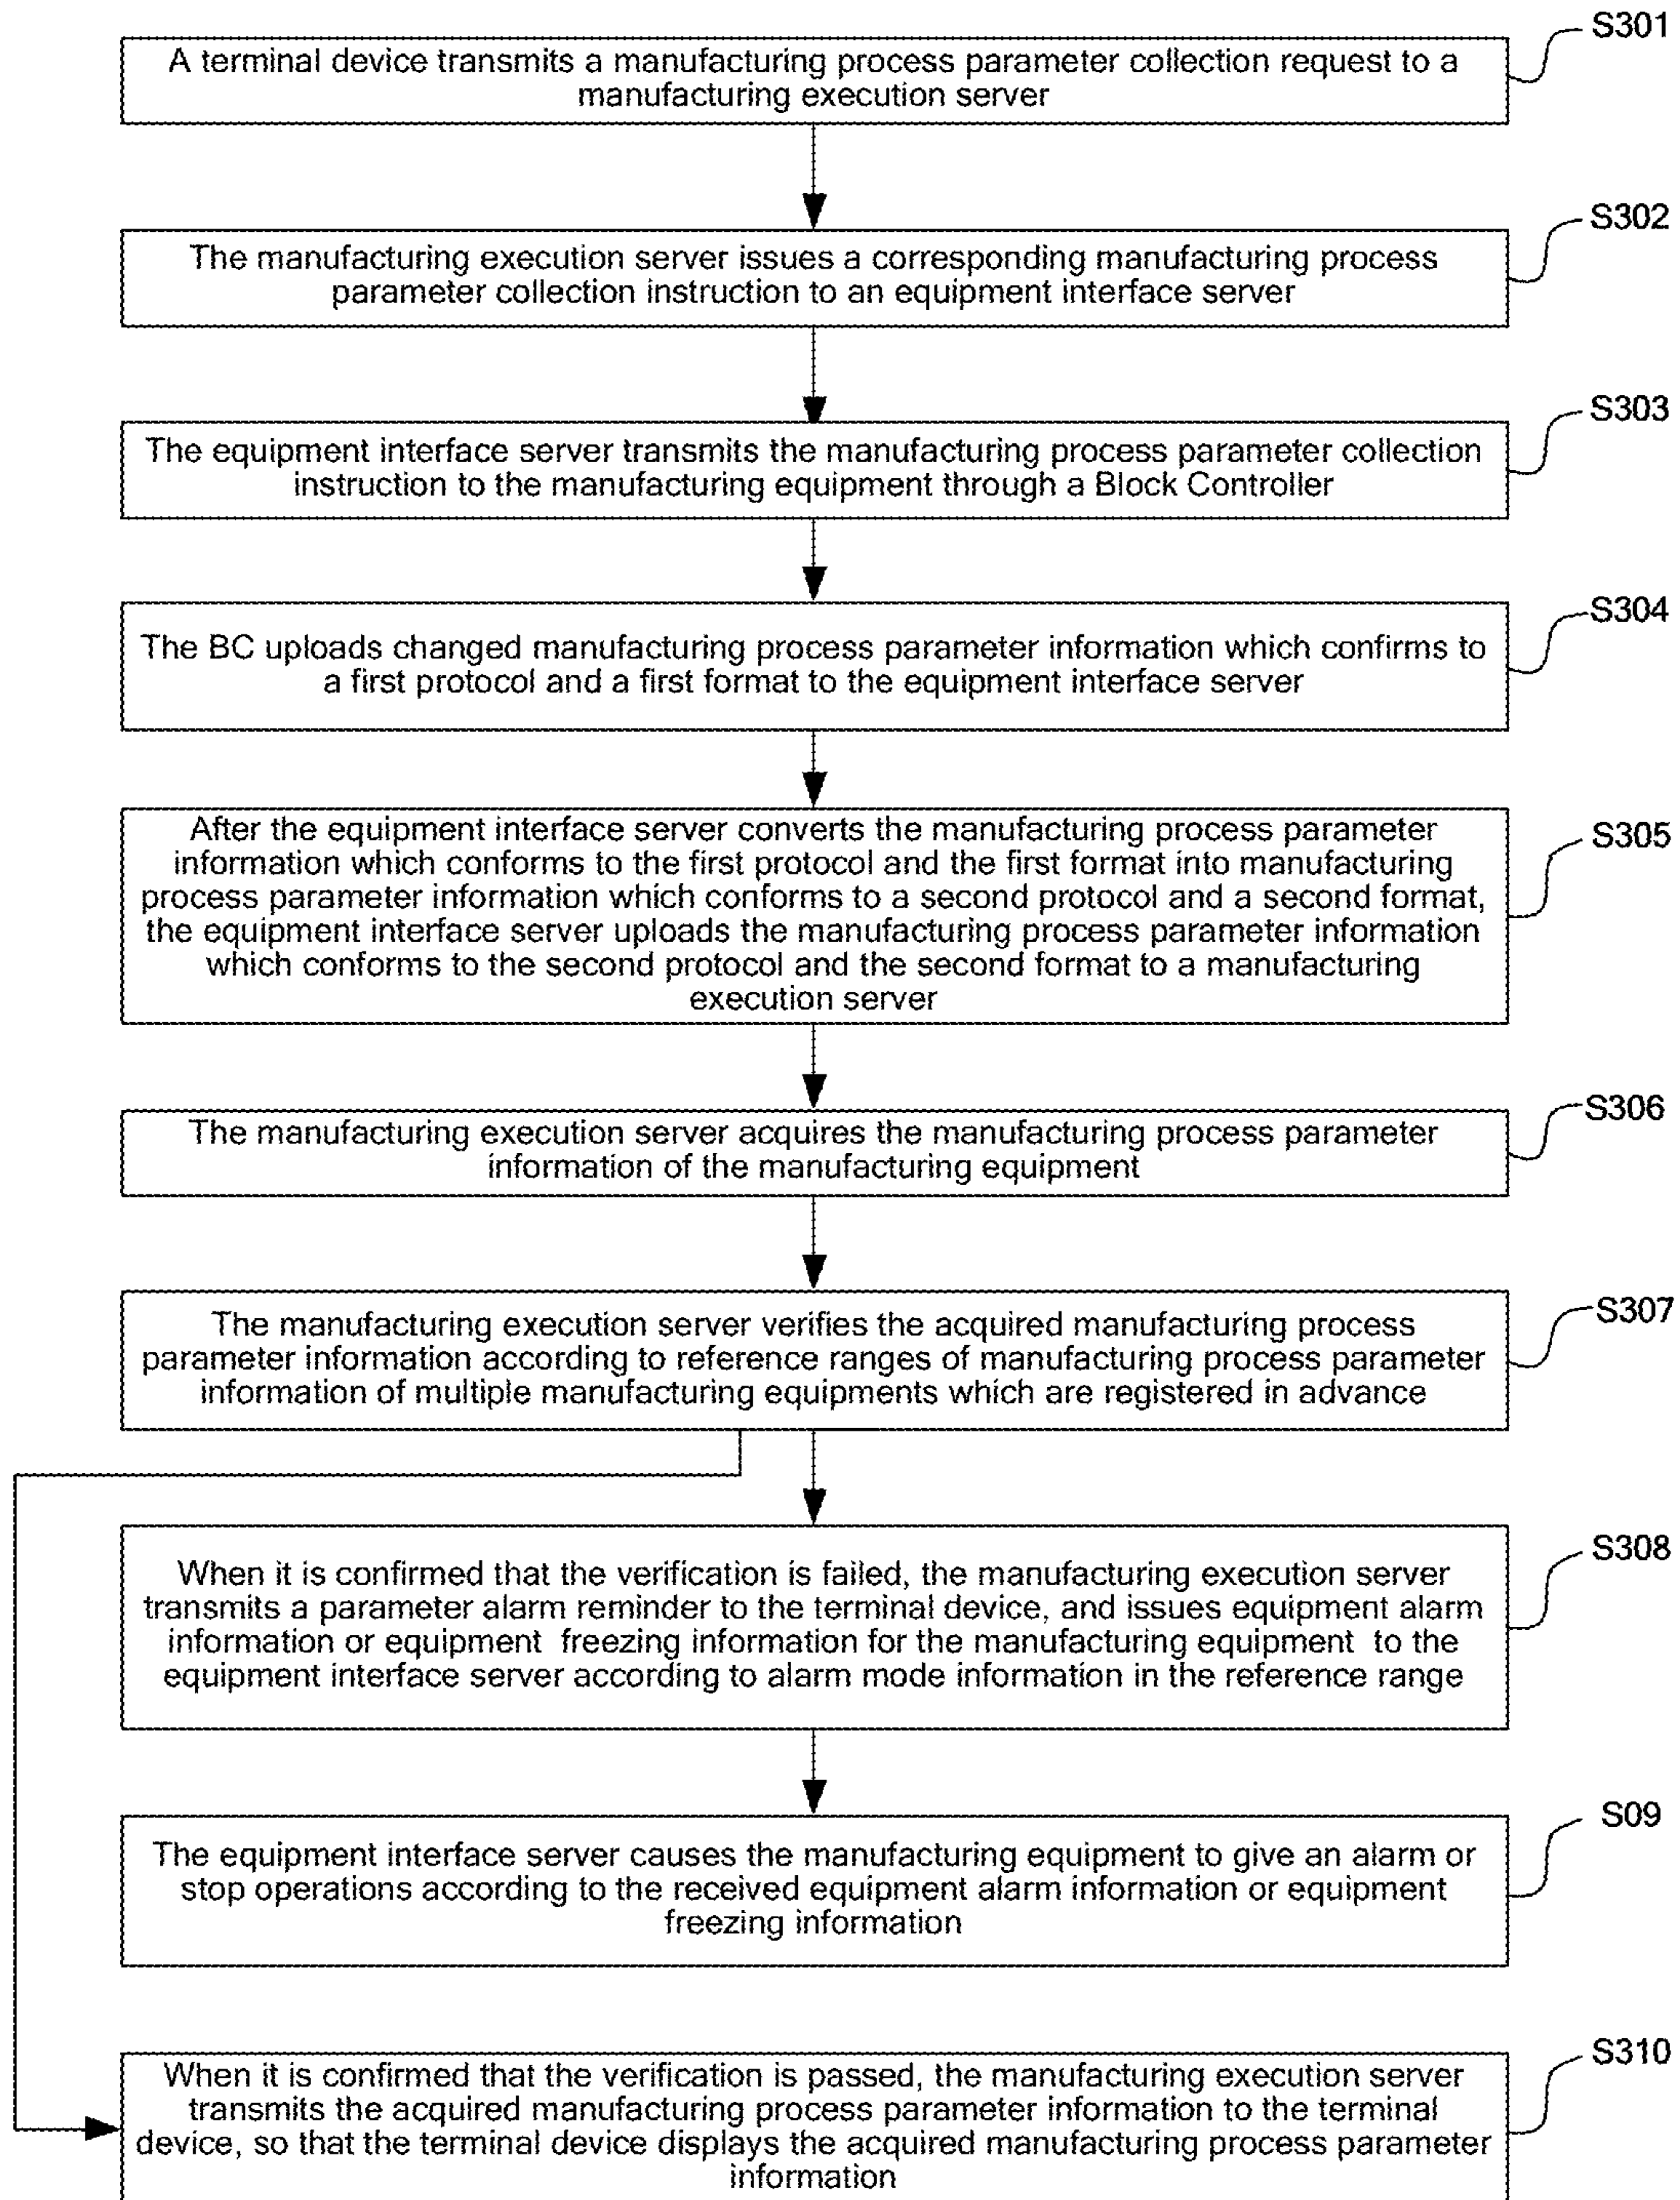 S301
A terminal device transmits a manufacturing process parameter collection request to a
manufacturing execution server
S302
The manufacturing execution server issues a corresponding manufacturing process
parameter collection instruction to an equipment interface server
S303
The equipment interface server transmits the manufacturing process parameter collection
instruction to the manufacturing equipment through a Block Controller
S304
The BC uploads changed manufacturing process parameter information which confirms to
a first protocol and a first format to the equipment interface server
S305
After the equipment interface server converts the manufacturing process parameter
information which conforms to the first protocol and the first format into manufacturing
process parameter information which conforms to a second protocol and a second format,
the equipment interface server uploads the manufacturing process parameter information
which conforms to the second protocol and the second format to a manufacturing
execution server
S306
The manufacturing execution server acquires the manufacturing process parameter
information of the manufacturing equipment
S307
The manufacturing execution server verifies the acquired manufacturing process
parameter information according to reference ranges of manufacturing process parameter
information of multiple manufacturing equipments which are registered in advance
S308
When it is confirmed that the verification is failed, the manufacturing execution server
transmits a parameter alarm reminder to the terminal device, and issues equipment alarm
information or equipment freezing information for the manufacturing equipment to the
equipment interface server according to alarm mode information in the reference range
S09
The equipment interface server causes the manufacturing equipment to give an alarm or
stop operations according to the received equipment alarm information or equipment
freezing information
S310
When it is confirmed that the verification is passed, the manufacturing execution server
transmits the acquired manufacturing process parameter information to the terminal
device, so that the terminal device displays the acquired manufacturing process parameter
information